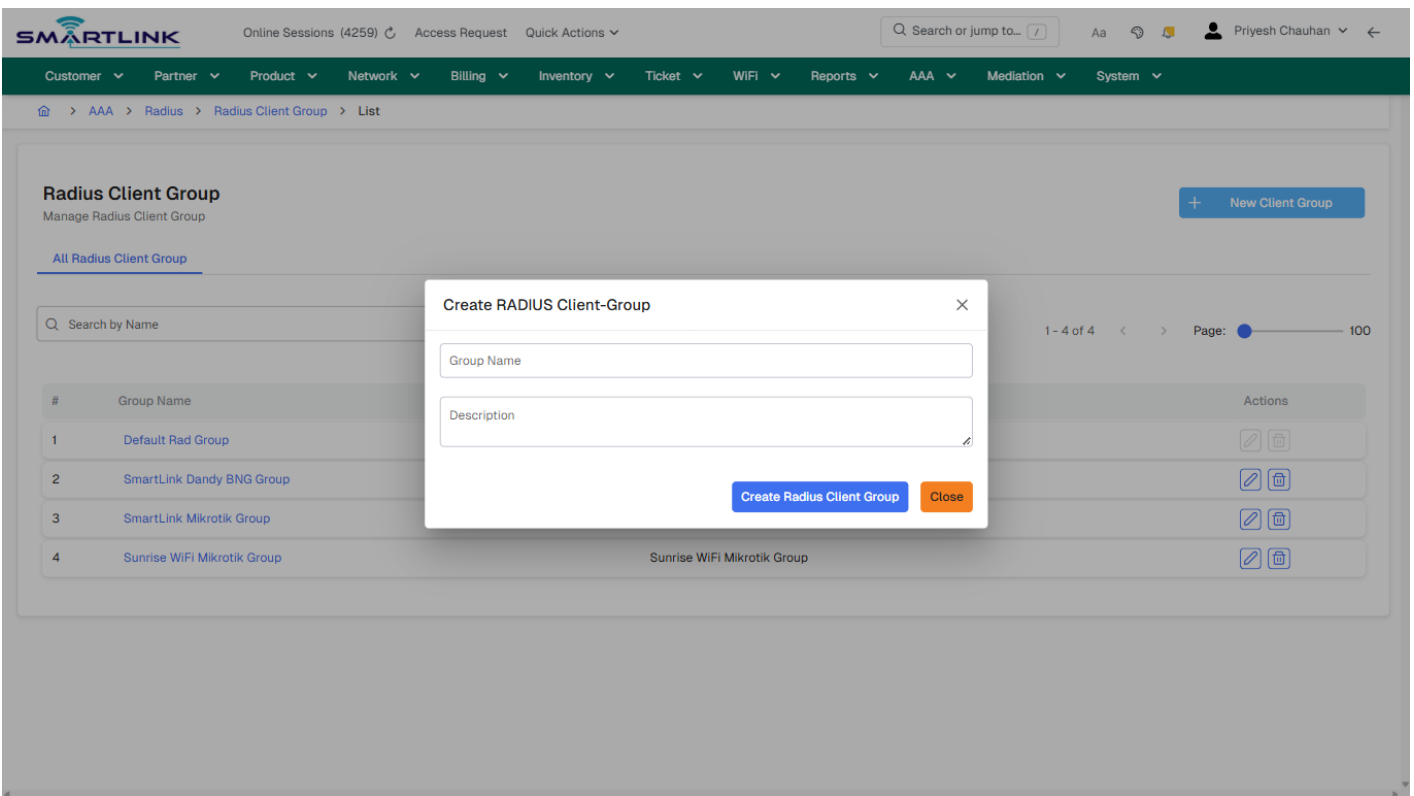 SMARTLINK
Online Sessions (4259) Access Request Quick Actions
Search or jump to... /
Aa
Priyesh Chauhan
Customer Partner Product Network Billing Inventory Ticket WiFi Reports AAA Mediation System
> AAA > Radius > Radius Client Group > List
Radius Client Group
Manage Radius Client Group
+ New Client Group
All Radius Client Group
Search by Name
1 - 4 of 4 < > Page: 100
Create RADIUS Client-Group
Group Name
Description
Create Radius Client Group Close
# Group Name Actions
1 Default Rad Group
2 SmartLink Dandy BNG Group
3 SmartLink Mikrotik Group
4 Sunrise WiFi Mikrotik Group Sunrise WiFi Mikrotik Group